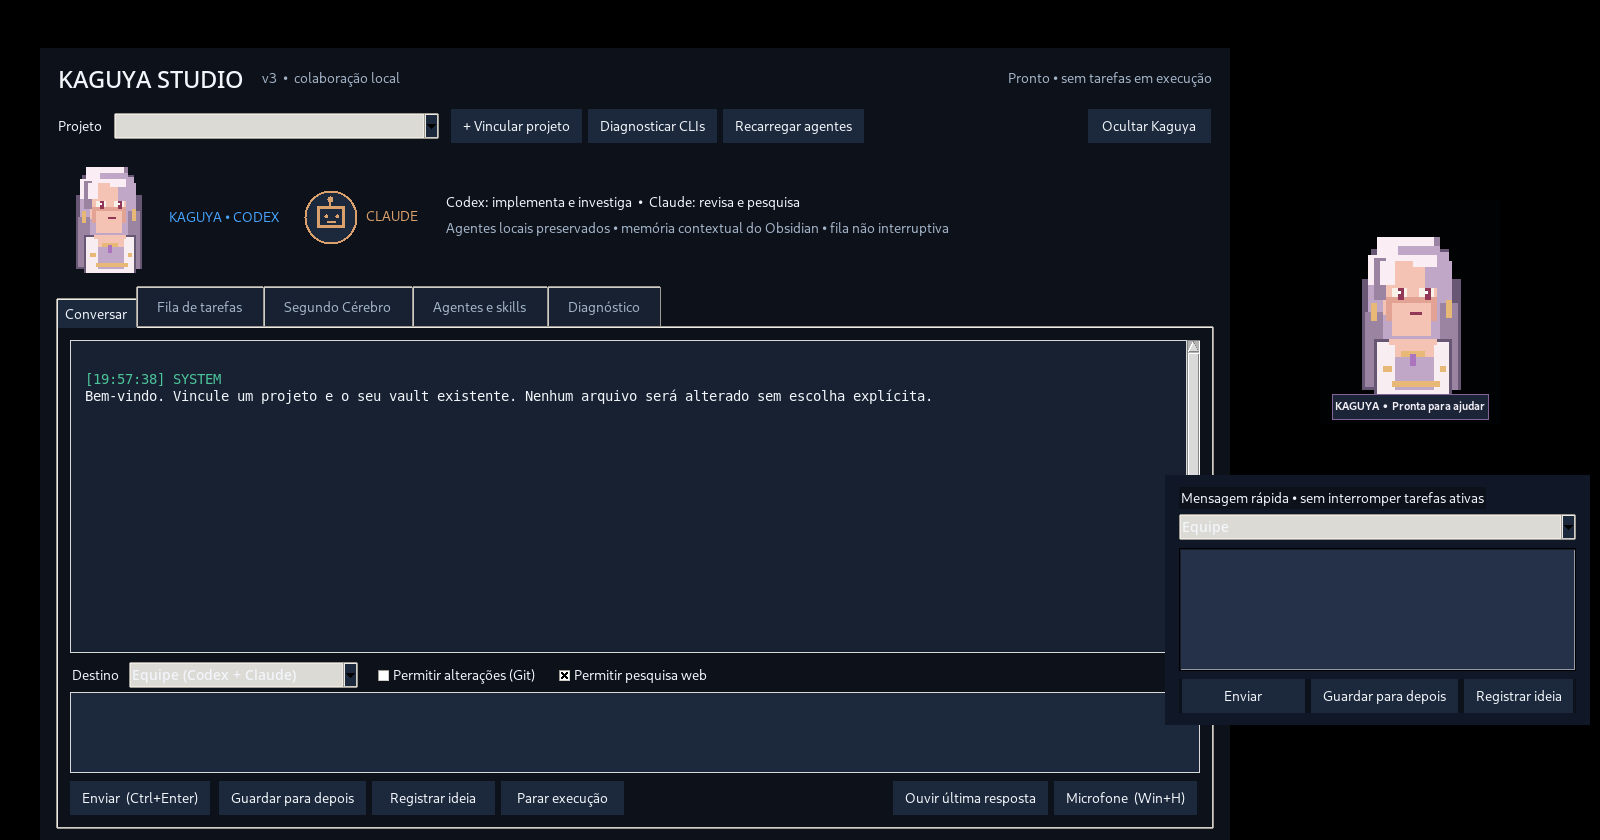 KAGUYA STUDIO v3 • colaboração local
Pronto • sem tarefas em execução
Projeto
+ Vincular projeto
Diagnosticar CLIs
Recarregar agentes
Ocultar Kaguya
KAGUYA • CODEX
CLAUDE
Codex: implementa e investiga • Claude: revisa e pesquisa
Agentes locais preservados • memória contextual do Obsidian • fila não interruptiva
Conversar
Fila de tarefas
Segundo Cérebro
Agentes e skills
Diagnóstico
[19:57:38] SYSTEM
Bem-vindo. Vincule um projeto e o seu vault existente. Nenhum arquivo será alterado sem escolha explícita.
Destino
Equipe (Codex + Claude)
Permitir alterações (Git)
Permitir pesquisa web
Enviar (Ctrl+Enter)
Guardar para depois
Registrar ideia
Parar execução
Ouvir última resposta
Microfone (Win+H)
KAGUYA • Pronta para ajudar
Mensagem rápida • sem interromper tarefas ativas
Equipe
Enviar
Guardar para depois
Registrar ideia